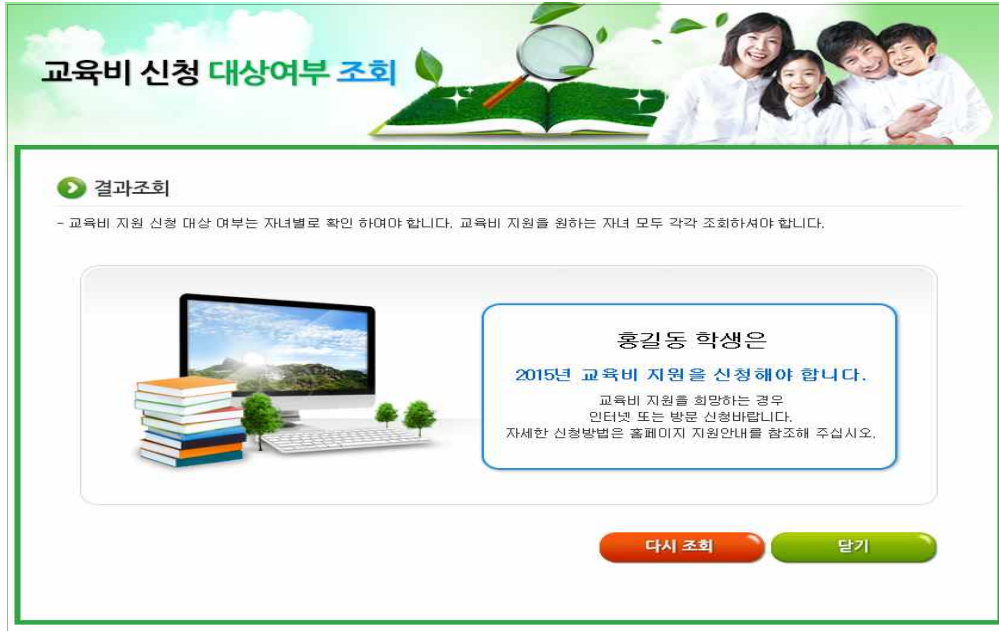 교육비 신청 대상여부 조회
결과조회
- 교육비 지원 신청 대상 여부는 자녀별로 확인 하여야 합니다. 교육비 지원을 원하는 자녀 모두 각각 조회하셔야 합니다.
홍길동 학생은
2015년 교육비 지원을 신청해야 합니다.
교육비 지원을 희망하는 경우
인터넷 또는 방문 신청바랍니다.
자세한 신청방법은 홈페이지 지원안내를 참조해 주십시오.
다시 조회
닫기